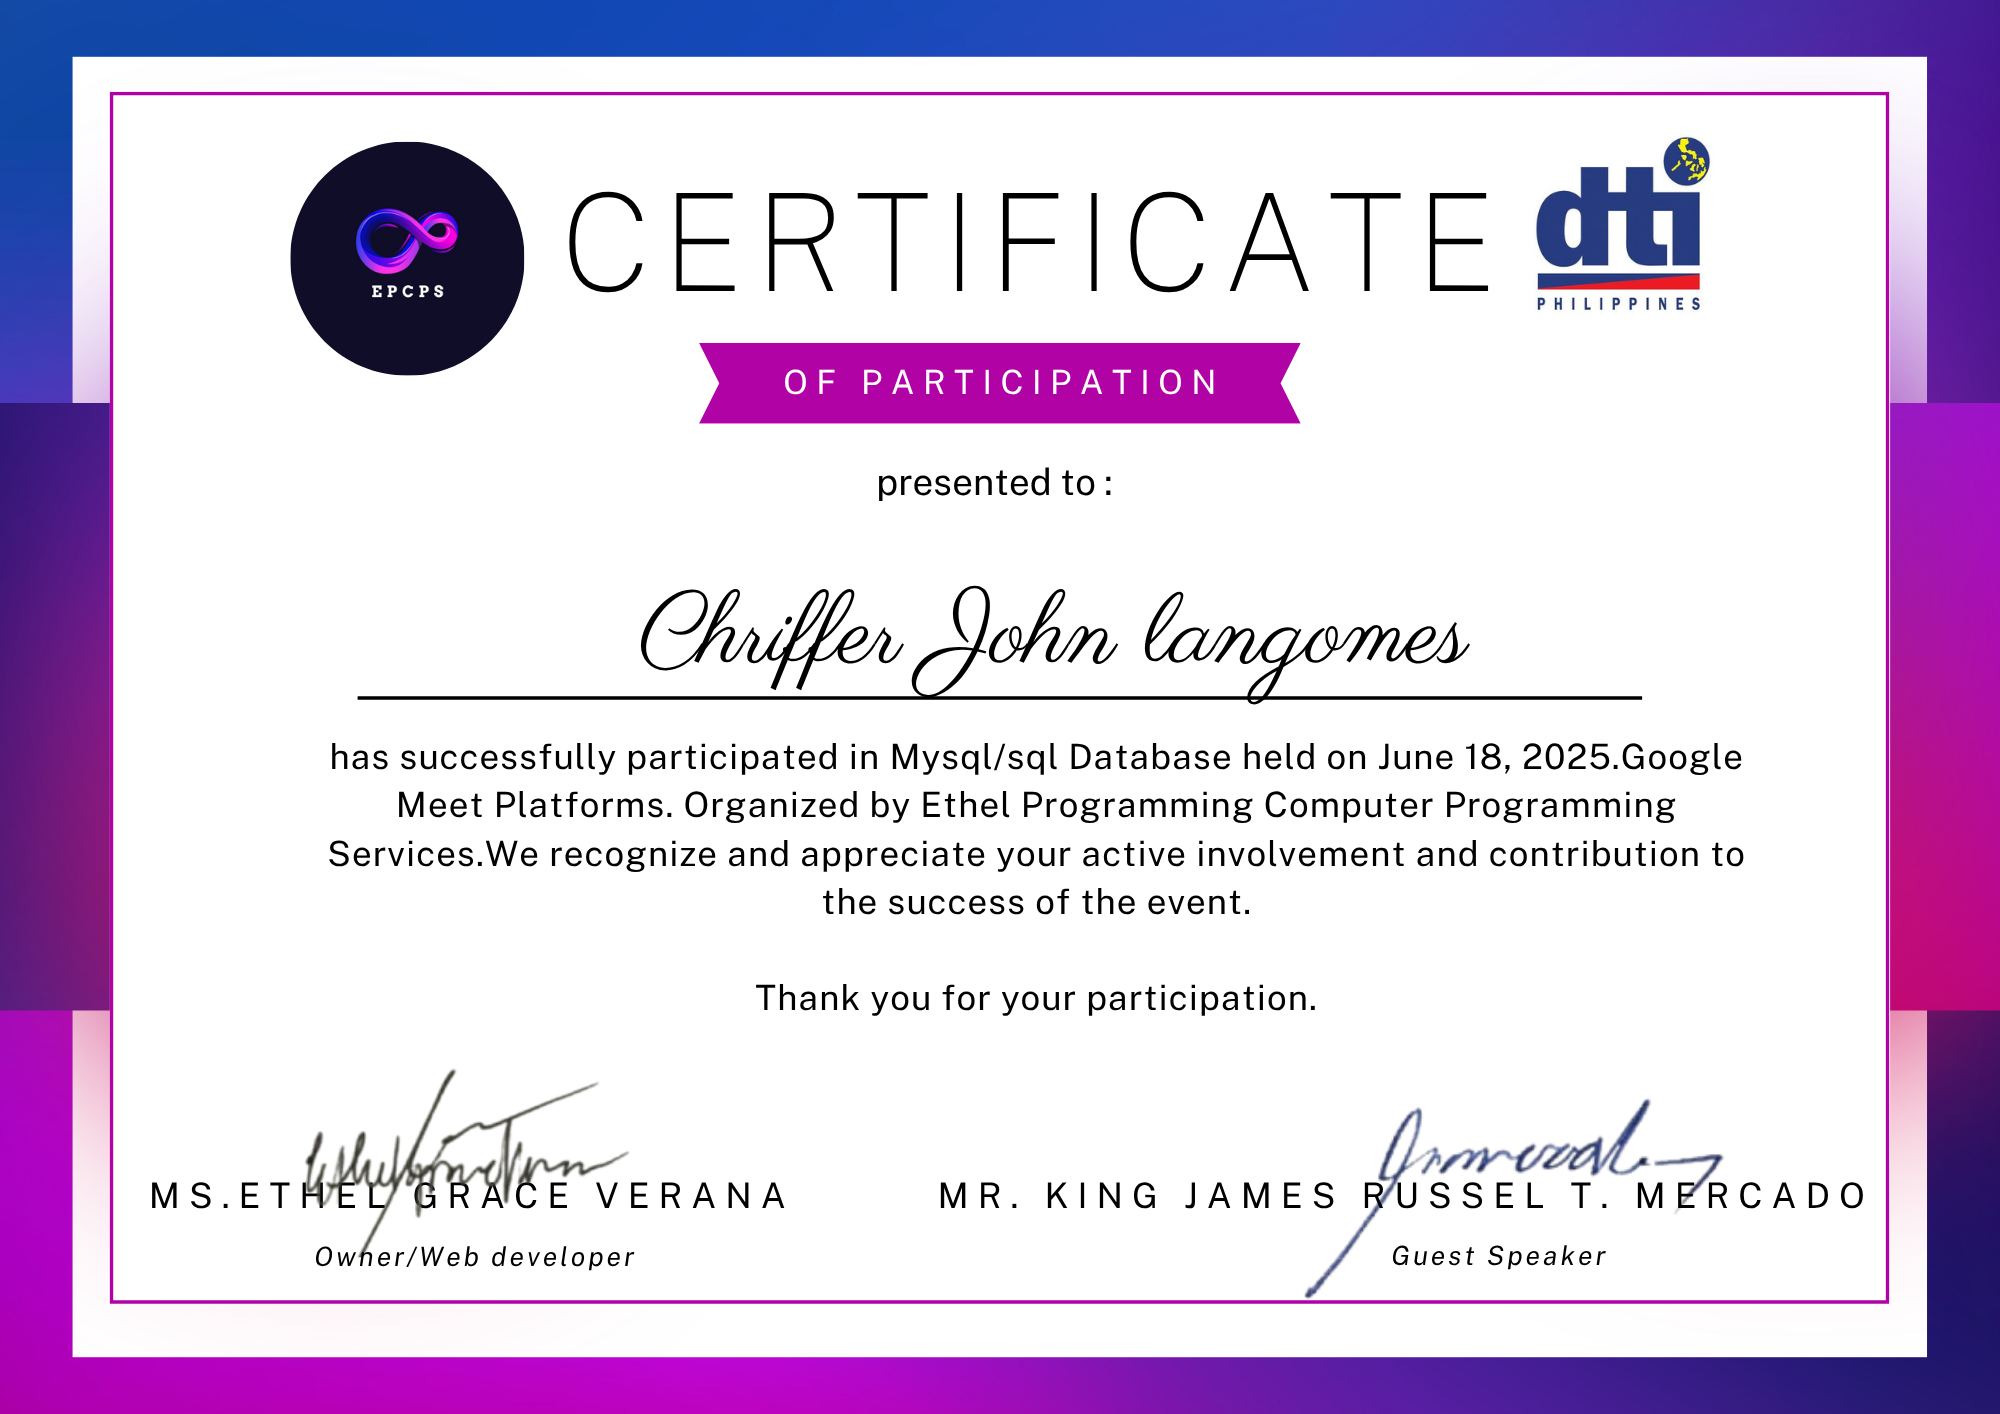 EPCPS
CERTIFICATE
dti
PHILIPPINES
OF PARTICIPATION
presented to :
Chriffer John langomes
has successfully participated in Mysql/sql Database held on June 18, 2025.Google
Meet Platforms. Organized by Ethel Programming Computer Programming
Services.We recognize and appreciate your active involvement and contribution to
the success of the event.
Thank you for your participation.
MS.ETHEL GRACE VERANA
Owner/Web developer
MR. KING JAMES RUSSEL T. MERCADO
Guest Speaker